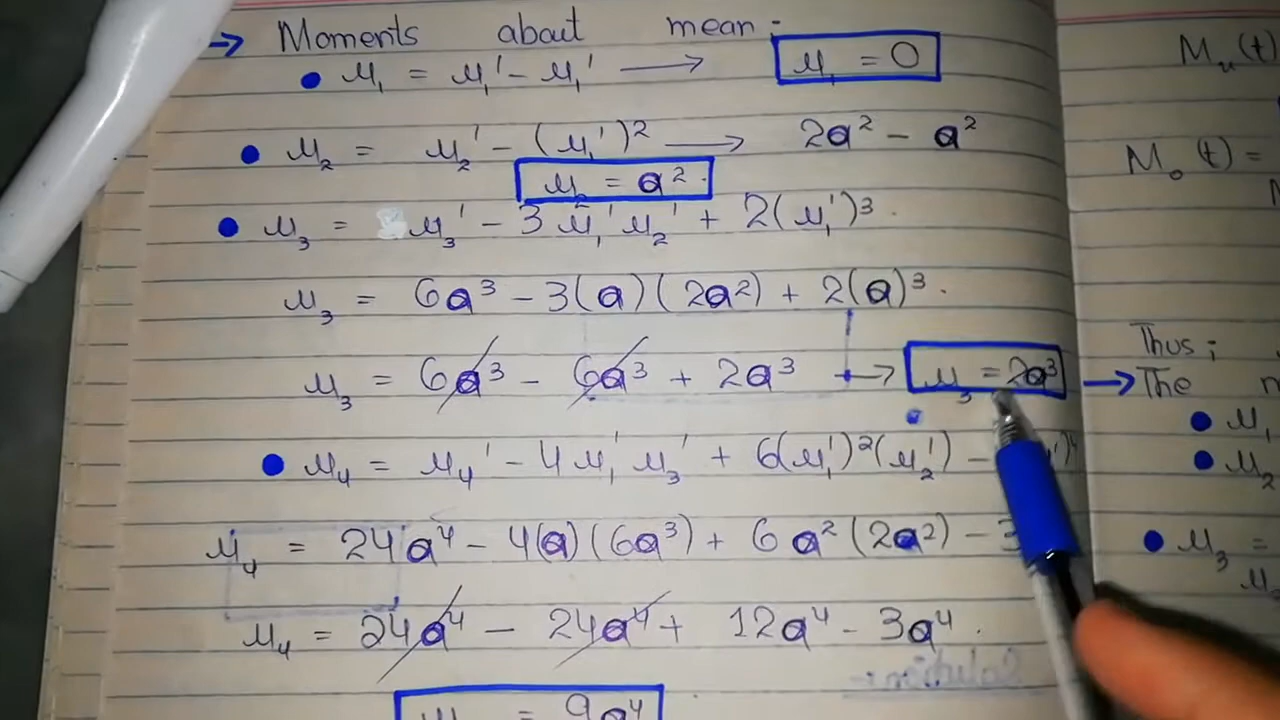 → Moments about mean :
• μ₁ = μ₁' - μ₁' → μ₁ = 0
• μ₂ = μ₂' - (μ₁')² → 2a² - a²
μ₂ = a².
• μ₃ = μ₃' - 3μ₁'μ₂' + 2(μ₁')³.
μ₃ = 6a³ - 3(a)(2a²) + 2(a)³.
μ₃ = 6a³ - 6a³ + 2a³ → μ₃ = 2a³
• μ₄ = μ₄' - 4μ₁'μ₃' + 6(μ₁')²(μ₂') -
μ₄ = 24a⁴ - 4(a)(6a³) + 6a²(2a²) - 3
μ₄ = 24a⁴ - 24a⁴ + 12a⁴ - 3a⁴.
= 9a⁴
(t)
M₀(t) =
Thus;
→ The
• μ₁
• μ₂
• μ₃ =